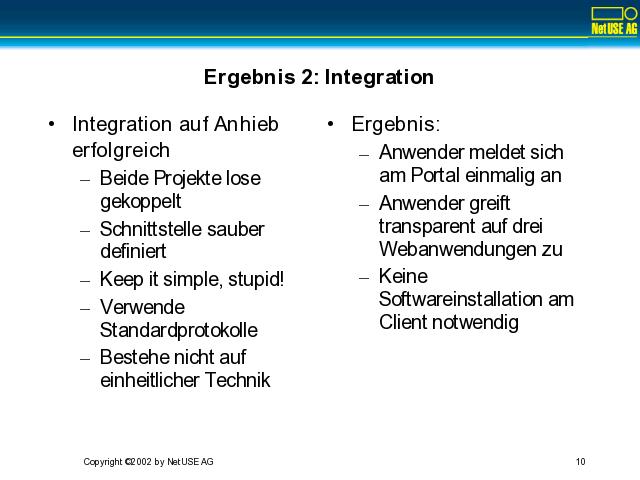 NetUSE AG
Ergebnis 2: Integration
• Integration auf Anhieb
erfolgreich
– Beide Projekte lose
gekoppelt
– Schnittstelle sauber
definiert
– Keep it simple, stupid!
– Verwende
Standardprotokolle
– Bestehe nicht auf
einheitlicher Technik
• Ergebnis:
– Anwender meldet sich
am Portal einmalig an
– Anwender greift
transparent auf drei
Webanwendungen zu
– Keine
Softwareinstallation am
Client notwendig
Copyright ©2002 by NetUSE AG
10